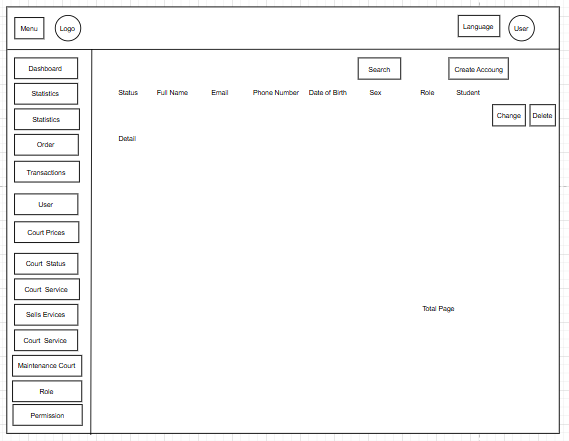 Menu
Logo
Language
User
Dashboard
Statistics
Statistics
Order
Transactions
User
Court Prices
Court Status
Court Service
Sells Ervices
Court Service
Maintenance Court
Role
Permission
Search
Create Accoung
Status Full Name Email Phone Number Date of Birth Sex Role Student
Change Delete
Detail
Total Page